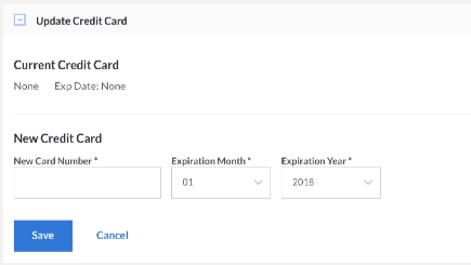 Update Credit Card
Current Credit Card
None Exp Date: None
New Credit Card
New Card Number * Expiration Month * Expiration Year *
01 2018
Save Cancel